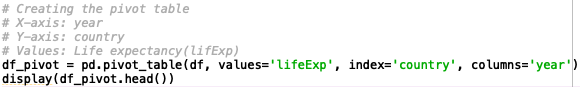 # Creating the pivot table
# X-axis: year
# Y-axis: country
# Values: Life expectancy(lifExp)
df_pivot = pd.pivot_table(df, values='lifeExp', index='country', columns='year')
display(df_pivot.head())